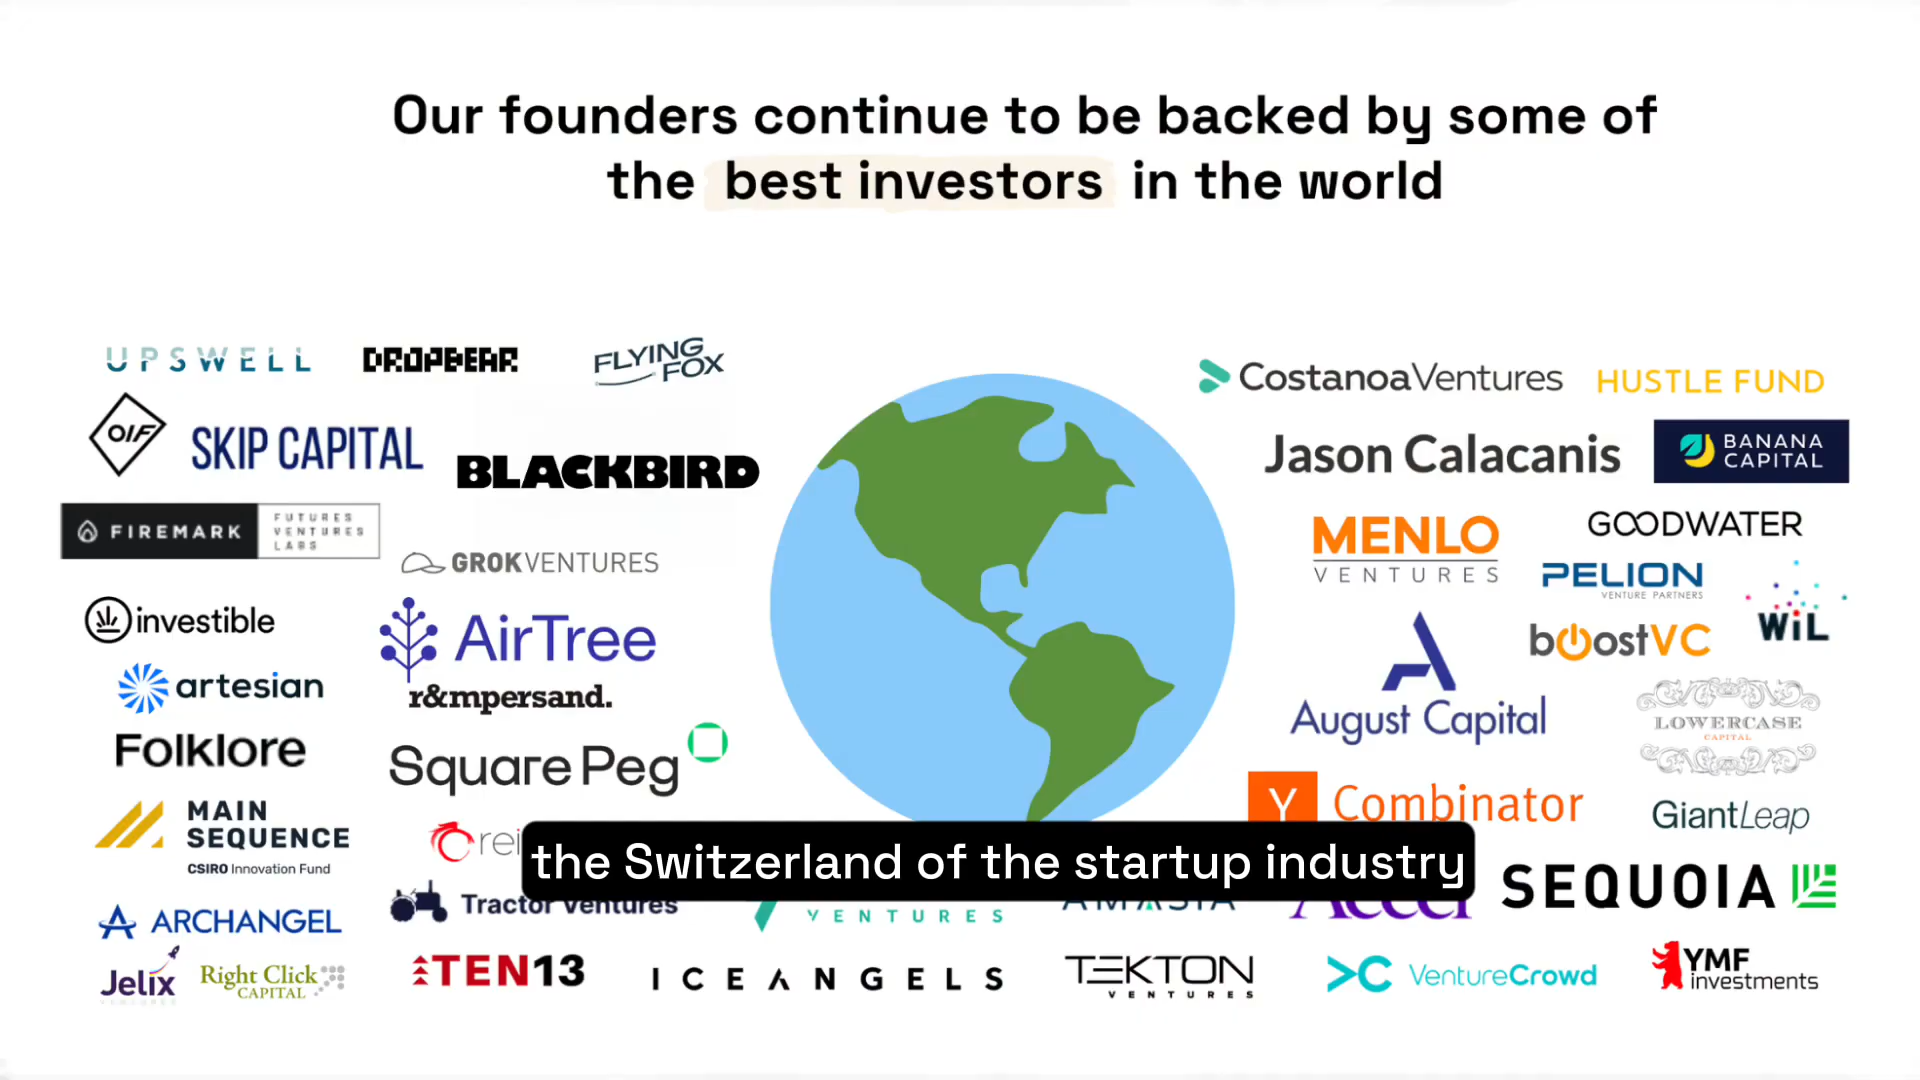 Our founders continue to be backed by some of
the best investors in the world
UPSWELL
DROPBEAR
FLYING
FOX
CostanoaVentures
HUSTLE FUND
OIF
SKIP CAPITAL
BLACKBIRD
Jason Calacanis
BANANA
CAPITAL
FIREMARK
FUTURES
VENTURES
LABS
GROKVENTURES
MENLO
VENTURES
GOODWATER
PELION
VENTURE PARTNERS
WiL
investible
AirTree
boostVC
artesian
r&mpersand.
August Capital
LOWERCASE
CAPITAL
Folklore
Square Peg
Y Combinator
GiantLeap
MAIN
SEQUENCE
CSIRO Innovation Fund
the Switzerland of the startup industry
SEQUOIA
ARCHANGEL
Tractor Ventures
VENTURES
AMASIA
Accel
Jelix
VENTURES
Right Click
CAPITAL
TEN13
ICEANGELS
TEKTON
VENTURES
VentureCrowd
YMF
investments